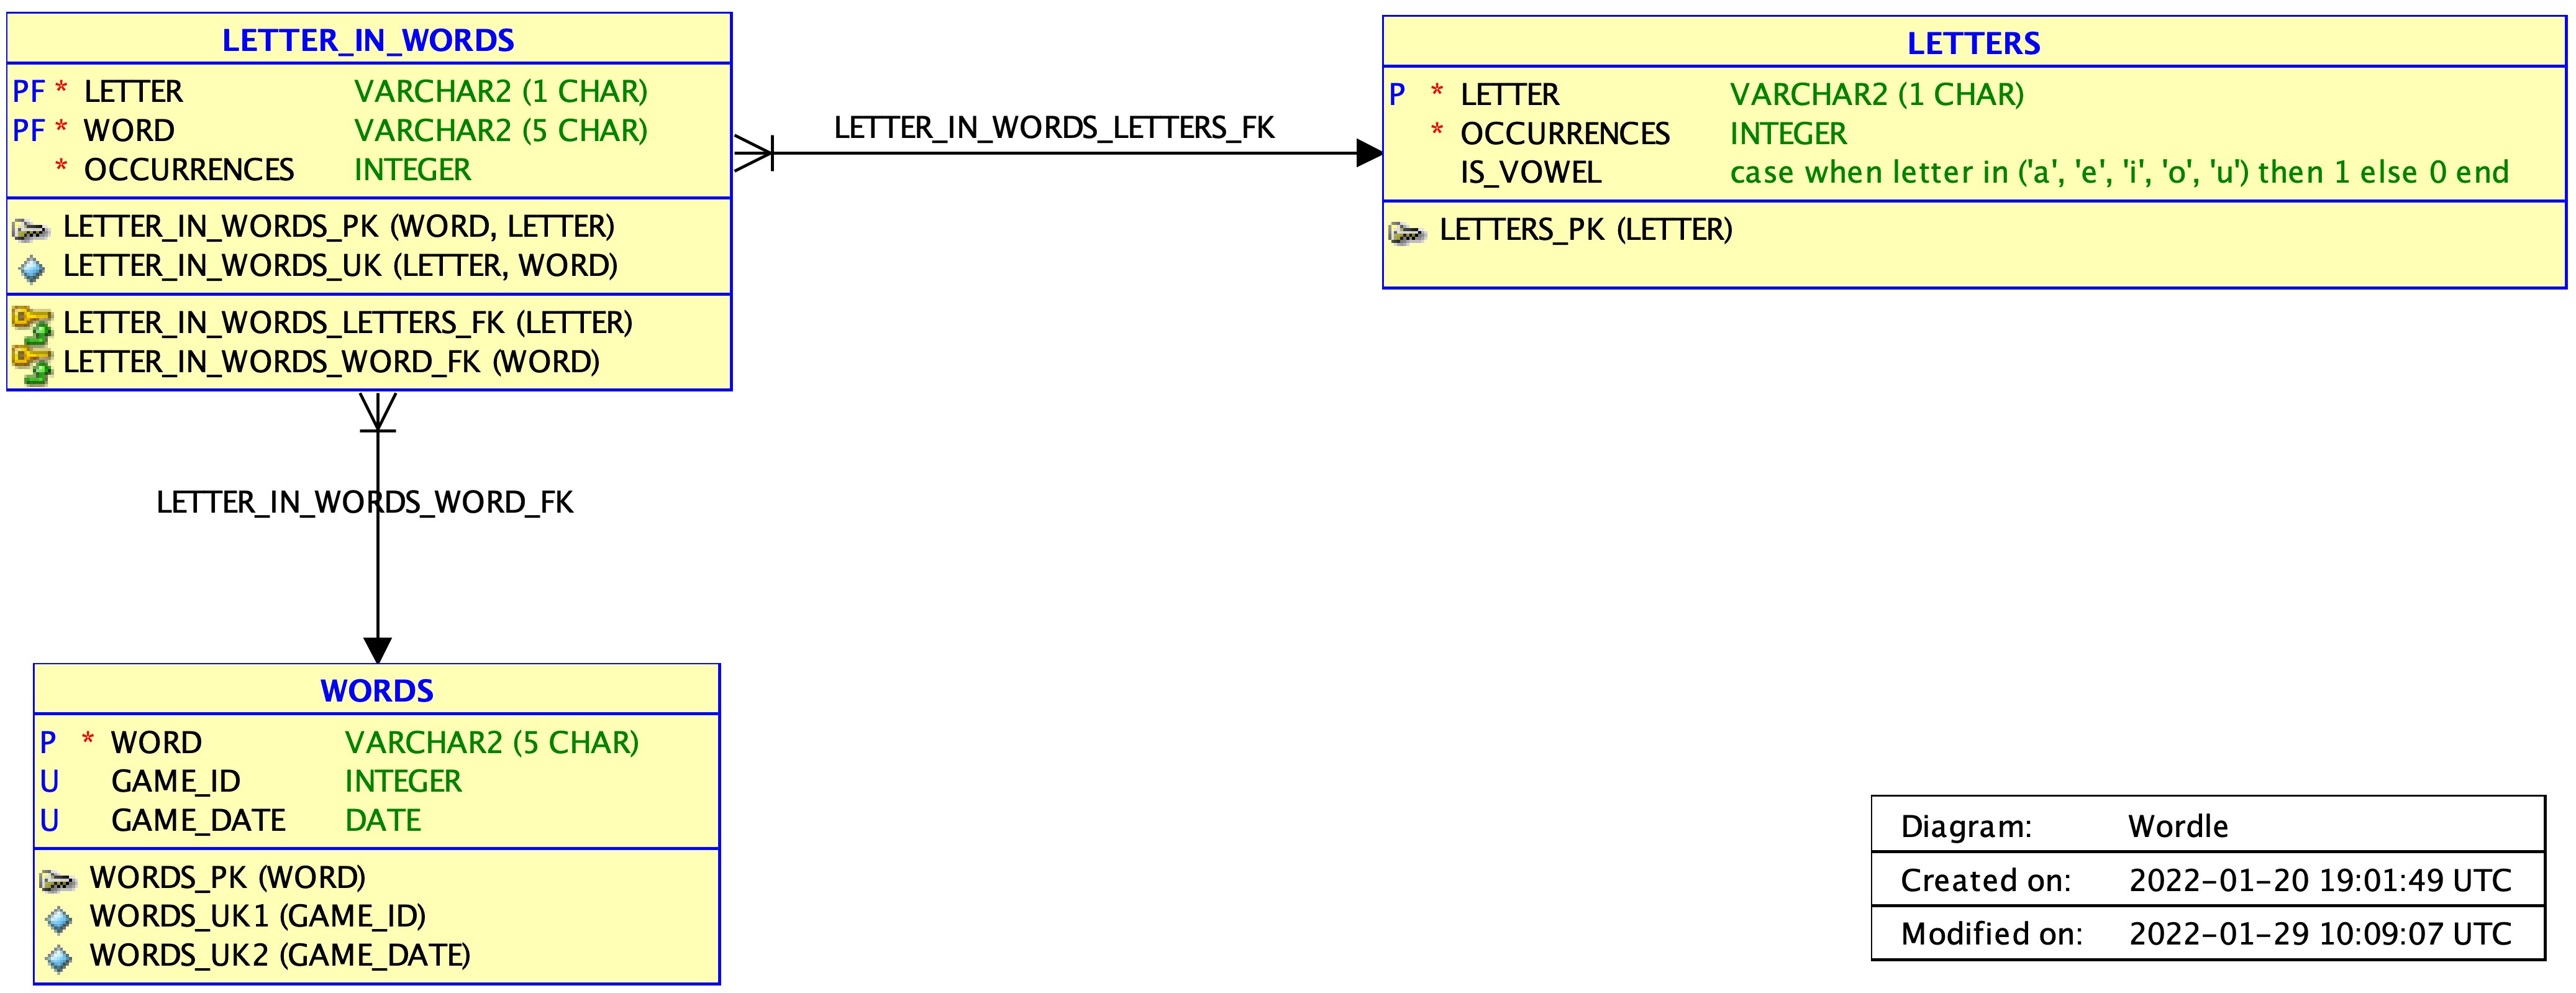 LETTER_IN_WORDS
PF * LETTER VARCHAR2 (1 CHAR)
PF * WORD VARCHAR2 (5 CHAR)
* OCCURRENCES INTEGER
LETTER_IN_WORDS_PK (WORD, LETTER)
LETTER_IN_WORDS_UK (LETTER, WORD)
LETTER_IN_WORDS_LETTERS_FK (LETTER)
LETTER_IN_WORDS_WORD_FK (WORD)
LETTER_IN_WORDS_LETTERS_FK
LETTERS
P * LETTER VARCHAR2 (1 CHAR)
* OCCURRENCES INTEGER
IS_VOWEL case when letter in ('a', 'e', 'i', 'o', 'u') then 1 else 0 end
LETTERS_PK (LETTER)
LETTER_IN_WORDS_WORD_FK
WORDS
P * WORD VARCHAR2 (5 CHAR)
U GAME_ID INTEGER
U GAME_DATE DATE
WORDS_PK (WORD)
WORDS_UK1 (GAME_ID)
WORDS_UK2 (GAME_DATE)
Diagram: Wordle
Created on: 2022-01-20 19:01:49 UTC
Modified on: 2022-01-29 10:09:07 UTC